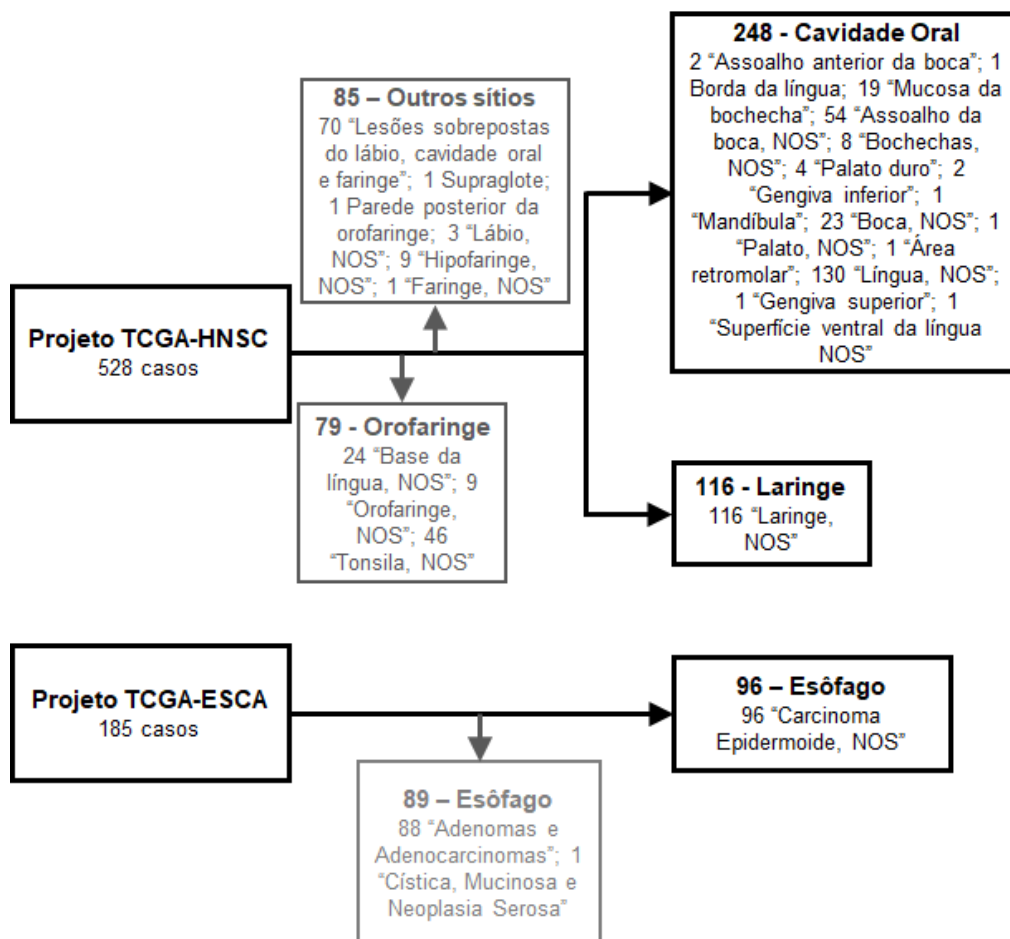 248 - Cavidade Oral
2 “Assoalho anterior da boca”; 1
Borda da língua; 19 “Mucosa da
bochecha”; 54 “Assoalho da
boca, NOS”; 8 “Bochechas,
NOS”; 4 “Palato duro”; 2
“Gengiva inferior”; 1
“Mandíbula”; 23 “Boca, NOS”; 1
“Palato, NOS”; 1 “Área
retromolar”; 130 “Língua, NOS”;
1 “Gengiva superior”; 1
“Superfície ventral da língua
NOS”
85 – Outros sítios
70 “Lesões sobrepostas
do lábio, cavidade oral
e faringe”; 1 Supraglote;
1 Parede posterior da
orofaringe; 3 “Lábio,
NOS”; 9 “Hipofaringe,
NOS”; 1 “Faringe, NOS”
Projeto TCGA-HNSC
528 casos
79 - Orofaringe
24 “Base da
língua, NOS”; 9
“Orofaringe,
NOS”; 46
“Tonsila, NOS”
116 - Laringe
116 “Laringe,
NOS”
Projeto TCGA-ESCA
185 casos
96 – Esôfago
96 “Carcinoma
Epidermoide, NOS”
89 – Esôfago
88 “Adenomas e
Adenocarcinomas”; 1
“Cística, Mucinosa e
Neoplasia Serosa”